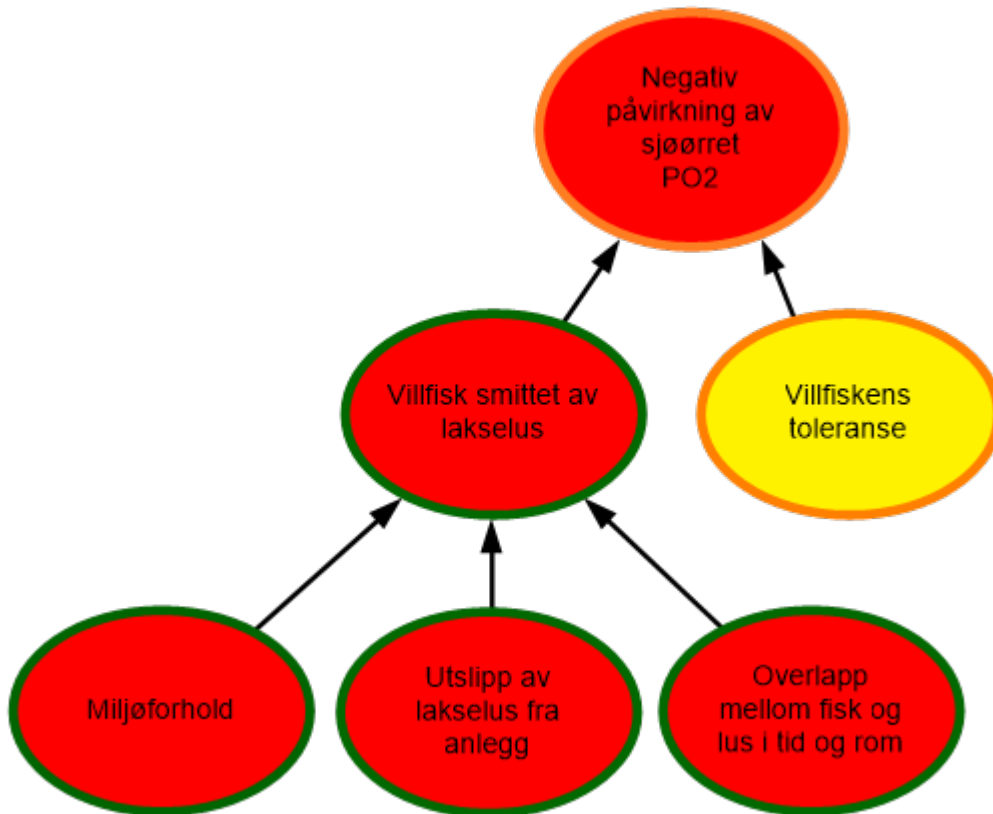 Negativ
påvirkning av
sjøørret
PO2
Villfisk smittet av
lakselus
Villfiskens
toleranse
Miljøforhold
Utslipp av
lakselus fra
anlegg
Overlapp
mellom fisk og
lus i tid og rom